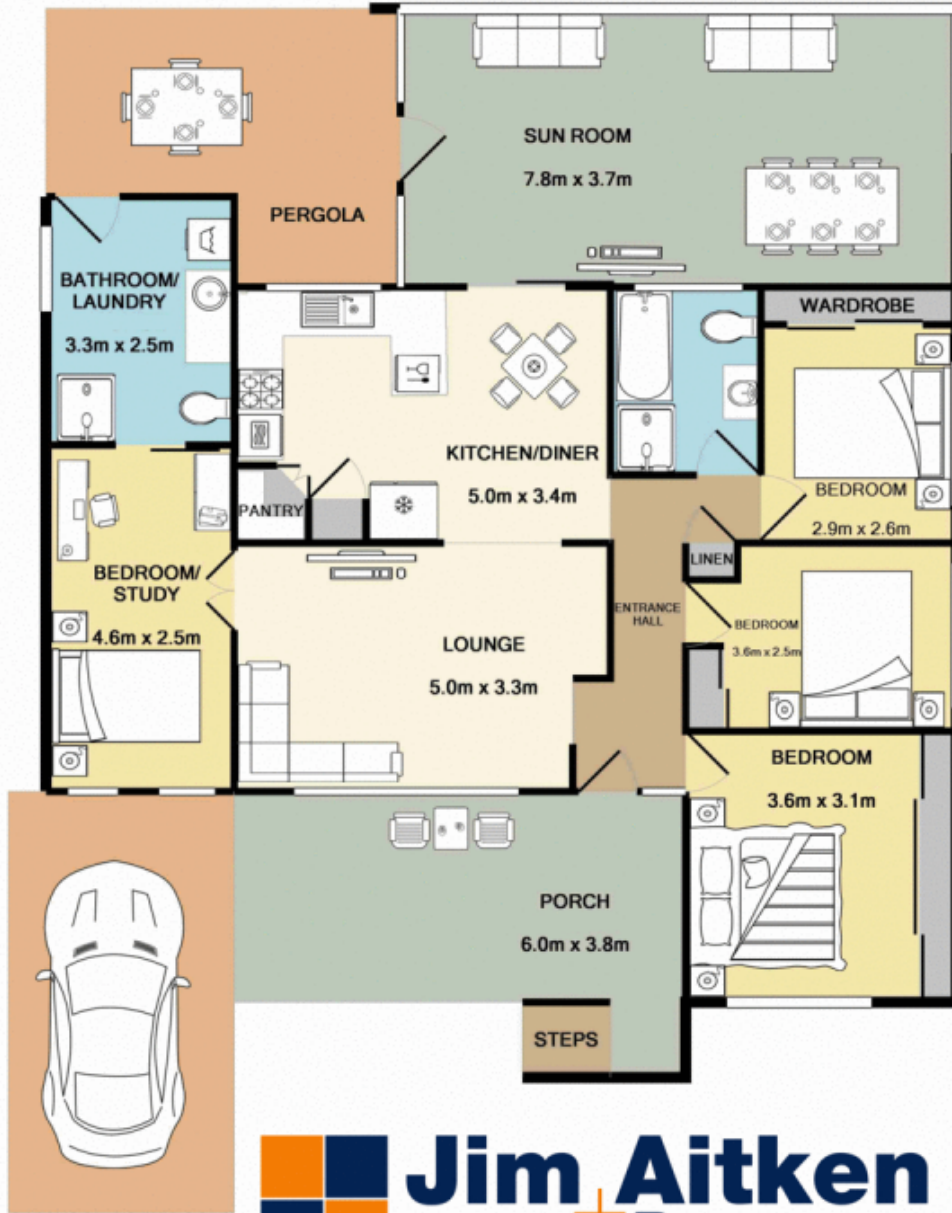 SUN ROOM
7.8m x 3.7m
PERGOLA
BATHROOM/
LAUNDRY
3.3m x 2.5m
WARDROBE
KITCHEN/DINER
5.0m x 3.4m
BEDROOM
2.9m x 2.6m
PANTRY
LINEN
BEDROOM/
STUDY
4.6m x 2.5m
LOUNGE
5.0m x 3.3m
ENTRANCE
HALL
BEDROOM
3.6m x 2.5m
BEDROOM
3.6m x 3.1m
PORCH
6.0m x 3.8m
STEPS
Jim Aitken